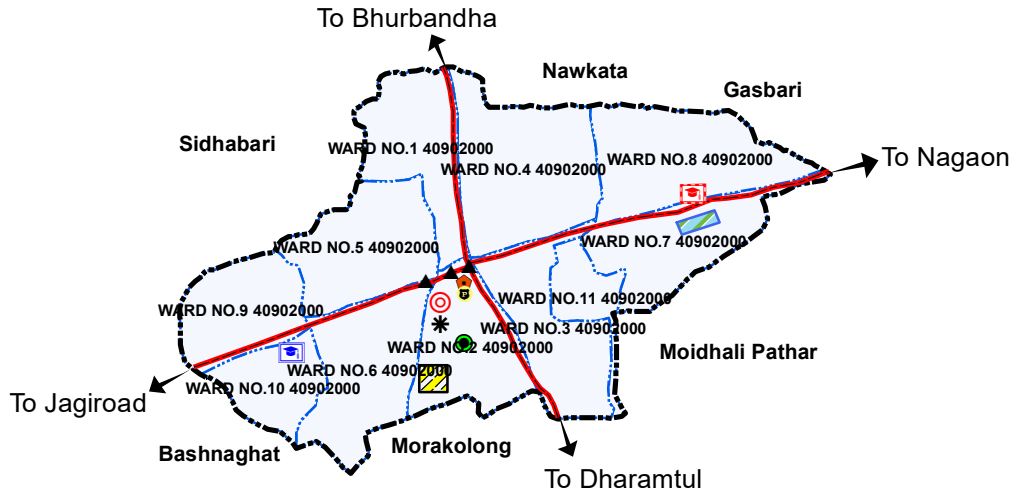 To Bhurbandha
Nawkata
Gasbari
Sidhabari
WARD NO.1 40902000
WARD NO.4 40902000
WARD NO.8 40902000
To Nagaon
WARD NO.5 40902000
WARD NO.7 40902000
WARD NO.9 40902000
WARD NO.11 40902000
P
WARD NO.3 40902000
WARD NO.2 40902000
Moidhali Pathar
WARD NO.6 40902000
WARD NO.10 40902000
To Jagiroad
Morakolong
Bashnaghat
To Dharamtul